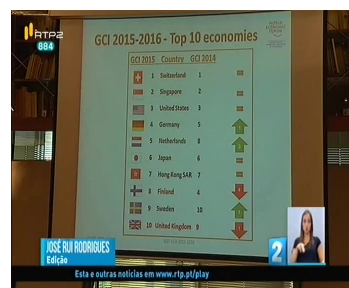 RTP2
884
WORLD
ECONOMIC
FORUM
GCI 2015-2016 - Top 10 economies
GCI 2015 Country GCI 2014
1 Switzerland 1
2 Singapore 2
3 United States 3
4 Germany 5
5 Netherlands 8
6 Japan 6
7 Hong Kong SAR 7
8 Finland 4
9 Sweden 10
10 United Kingdom 9
JOSÉ RUI RODRIGUES
Edição
2
Esta e outras notícias em www.rtp.pt/play